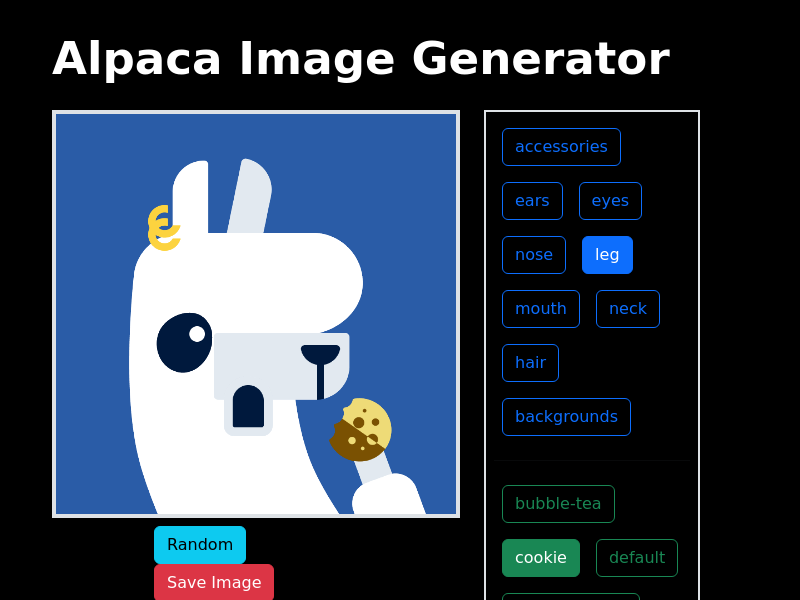 Alpaca Image Generator
accessories
ears eyes
nose leg
mouth neck
hair
backgrounds
bubble-tea
cookie default
Random
Save Image